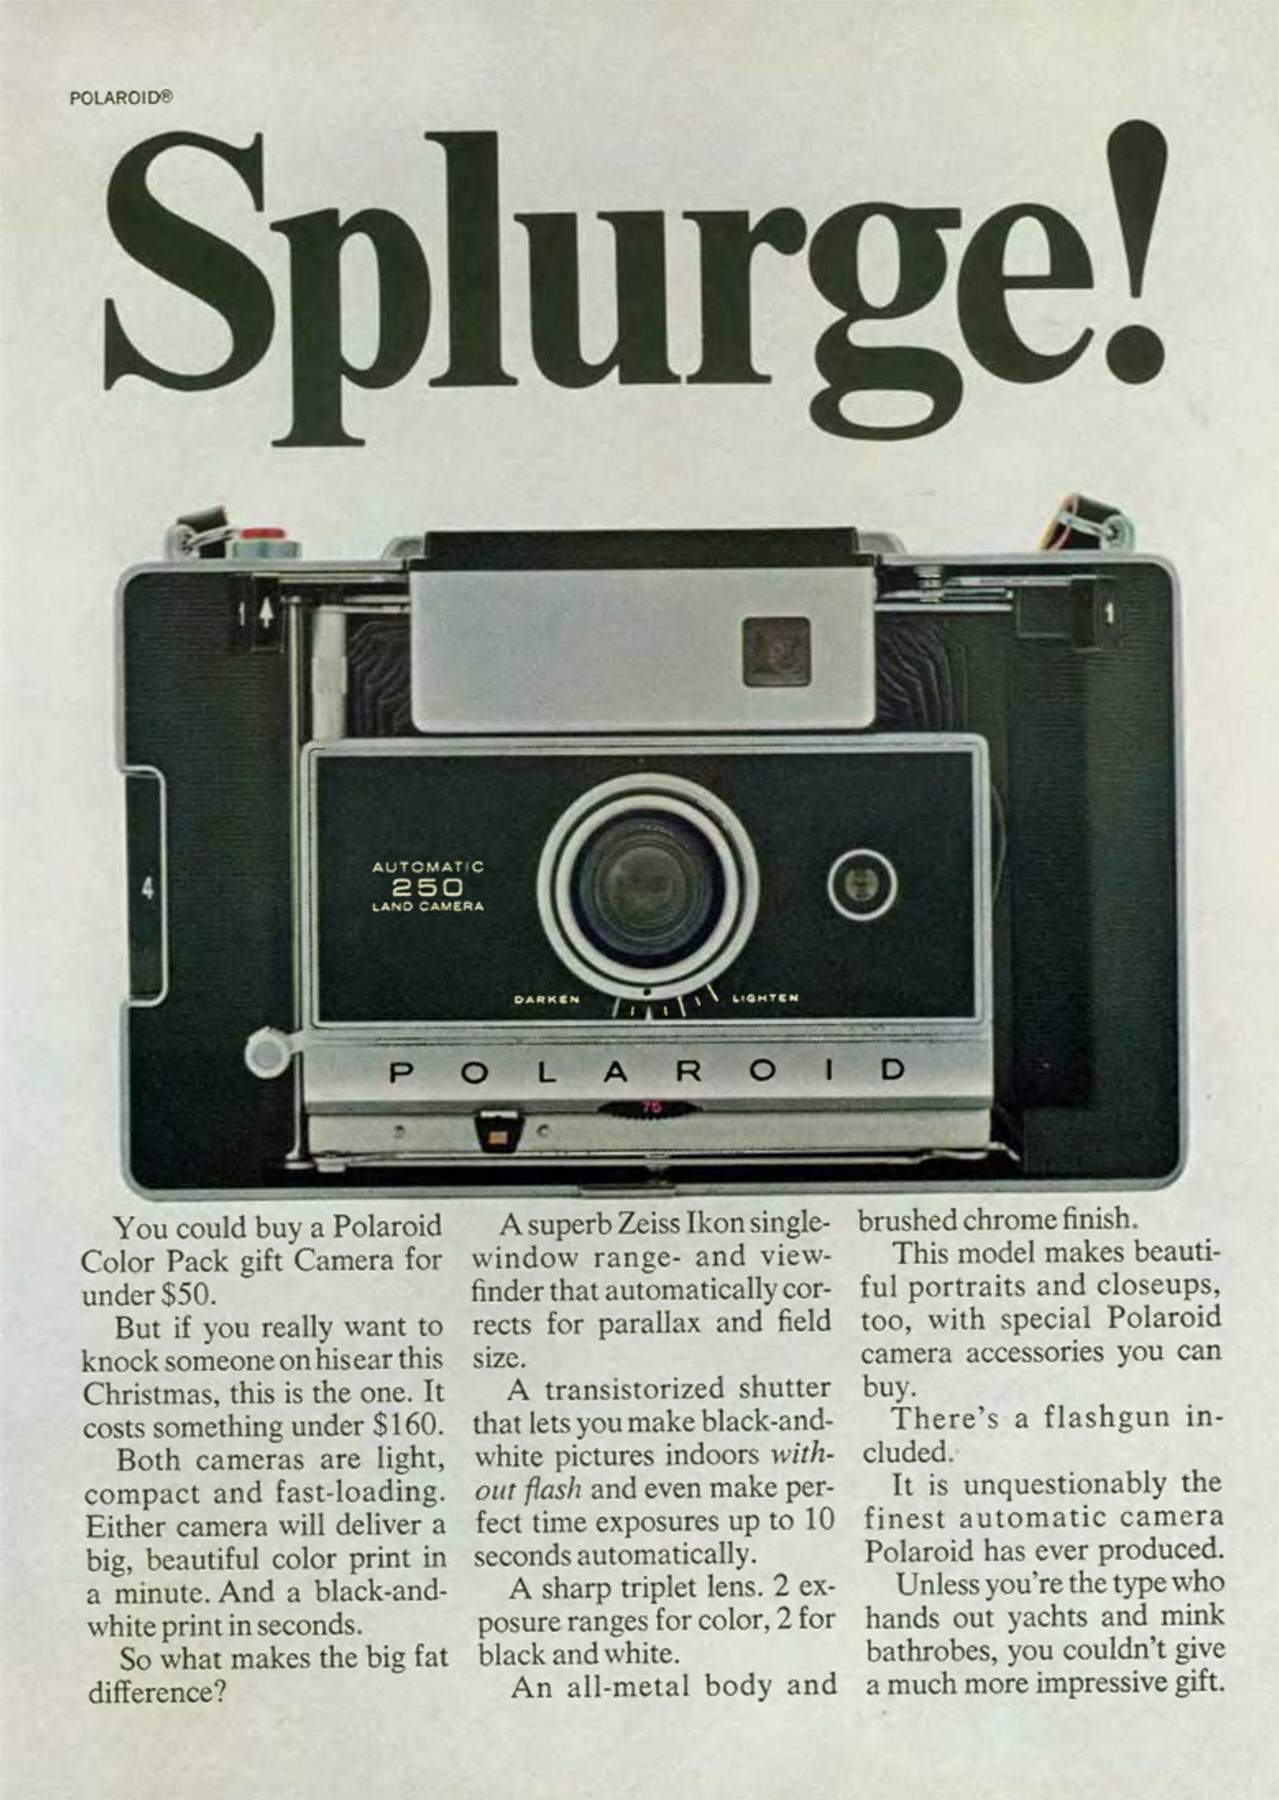 POLAROID®
Splurge!
1
1
4
AUTOMATIC
250
LAND CAMERA
DARKEN
LIGHTEN
POLAROID
75
You could buy a Polaroid
Color Pack gift Camera for
under $50.
But if you really want to
knock someone on his ear this
Christmas, this is the one. It
costs something under $160.
Both cameras are light,
compact and fast-loading.
Either camera will deliver a
big, beautiful color print in
a minute. And a black-and-
white print in seconds.
So what makes the big fat
difference?
A superb Zeiss Ikon single-
window range- and view-
finder that automatically cor-
rects for parallax and field
size.
A transistorized shutter
that lets you make black-and-
white pictures indoors with-
out flash and even make per-
fect time exposures up to 10
seconds automatically.
A sharp triplet lens. 2 ex-
posure ranges for color, 2 for
black and white.
An all-metal body and
brushed chrome finish.
This model makes beauti-
ful portraits and closeups,
too, with special Polaroid
camera accessories you can
buy.
There's a flashgun in-
cluded.
It is unquestionably the
finest automatic camera
Polaroid has ever produced.
Unless you're the type who
hands out yachts and mink
bathrobes, you couldn't give
a much more impressive gift.